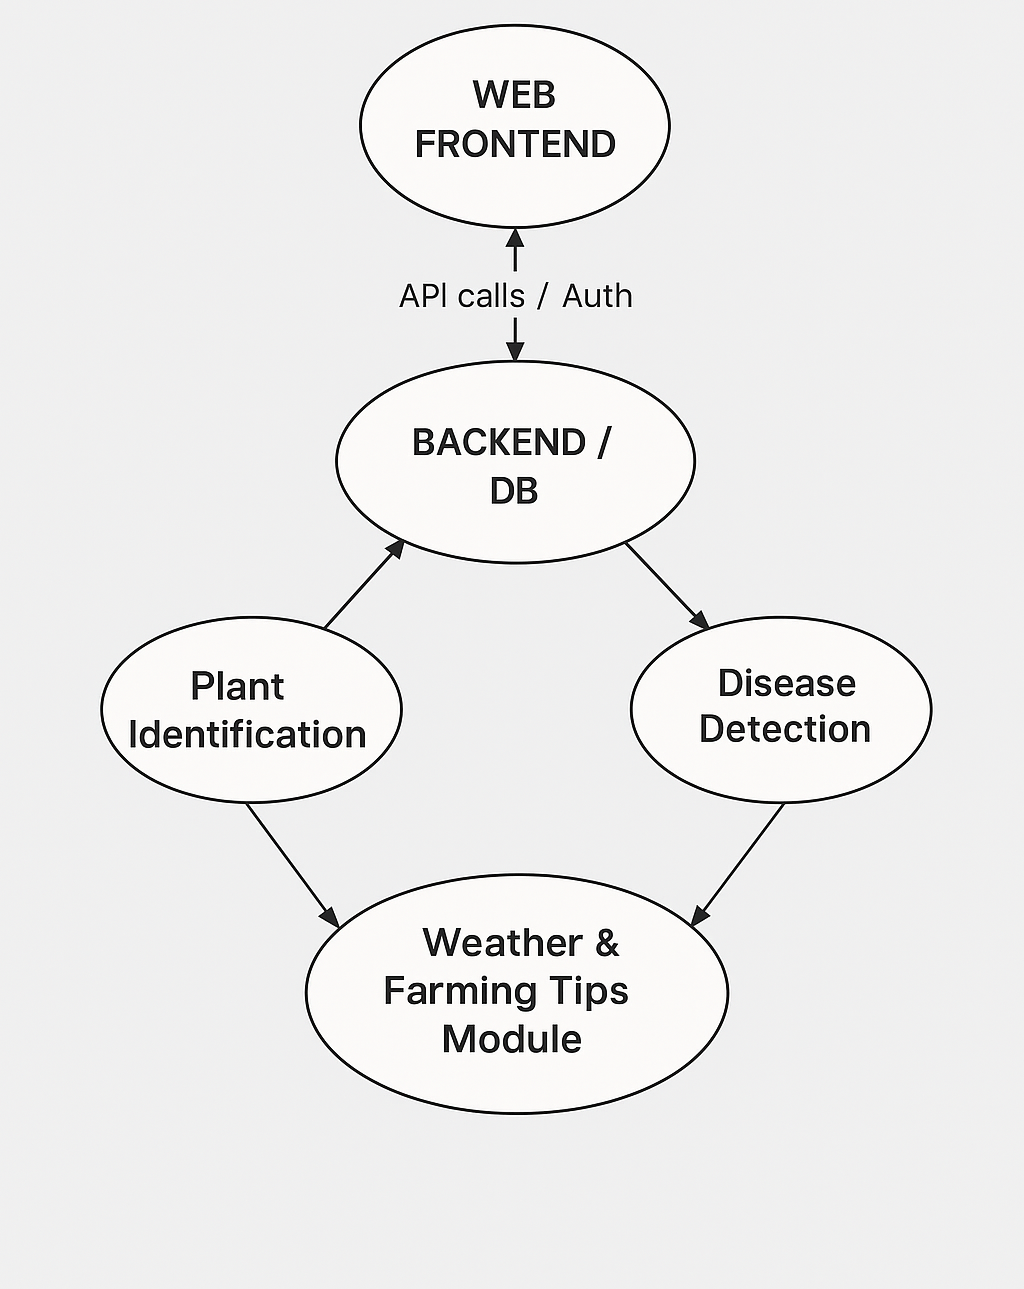 WEB
FRONTEND
API calls / Auth
BACKEND /
DB
Plant
Identification
Disease
Detection
Weather &
Farming Tips
Module